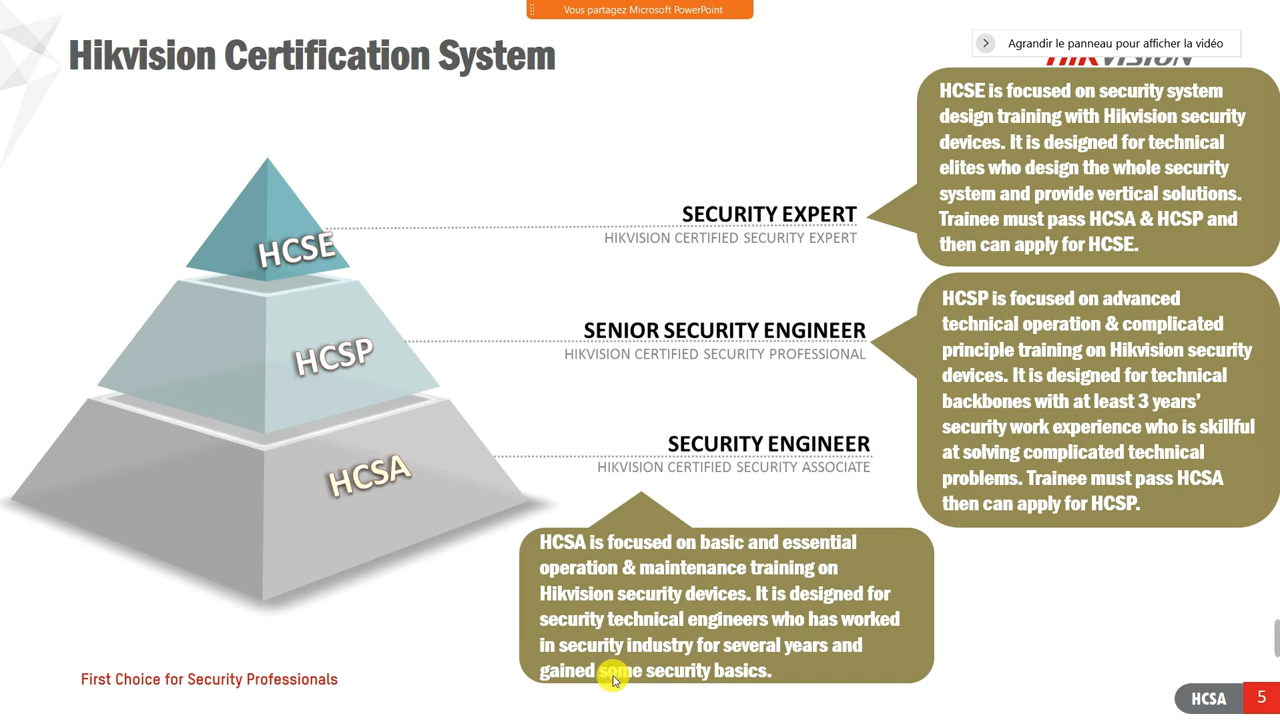 Vous partagez Microsoft PowerPoint
Hikvision Certification System
Agrandir le panneau pour afficher la vidéo
HIKVISION
HCSE is focused on security system
design training with Hikvision security
devices. It is designed for technical
elites who design the whole security
system and provide vertical solutions.
Trainee must pass HCSA & HCSP and
then can apply for HCSE.
SECURITY EXPERT
HIKVISION CERTIFIED SECURITY EXPERT
HCSE
HCSP is focused on advanced
technical operation & complicated
principle training on Hikvision security
devices. It is designed for technical
backbones with at least 3 years’
security work experience who is skillful
at solving complicated technical
problems. Trainee must pass HCSA
then can apply for HCSP.
SENIOR SECURITY ENGINEER
HIKVISION CERTIFIED SECURITY PROFESSIONAL
HCSP
SECURITY ENGINEER
HIKVISION CERTIFIED SECURITY ASSOCIATE
HCSA
HCSA is focused on basic and essential
operation & maintenance training on
Hikvision security devices. It is designed for
security technical engineers who has worked
in security industry for several years and
gained some security basics.
First Choice for Security Professionals
HCSA 5